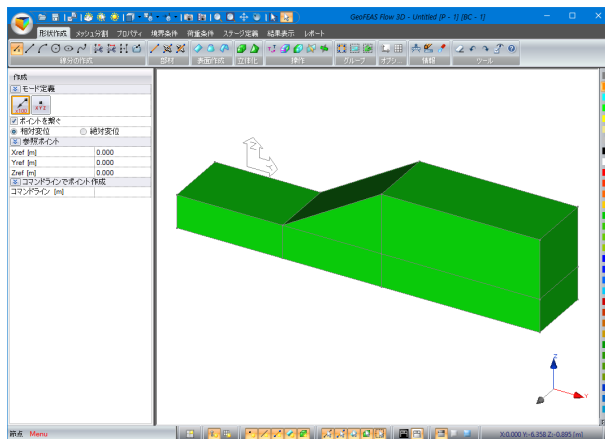 GeoFEAS Flow 3D - Untitled [P - 1] [BC - 1]
形状作成 メッシュ分割 プロパティ 境界条件 荷重条件 ステージ定義 結果表示 レポート
線分の作成 部材 表面作成 立体化 操作 グループ オプシ... 情報 ツール
作成
モード定義
x100 XYZ
ポイントを繋ぐ
相対変位 絶対変位
参照ポイント
Xref [m] 0.000
Yref [m] 0.000
Zref [m] 0.000
コマンドラインでポイント作成
コマンドライン [m]
Z
Z
Y
節点 Menu X:0.000 Y:-6.358 Z:-0.895 [m]